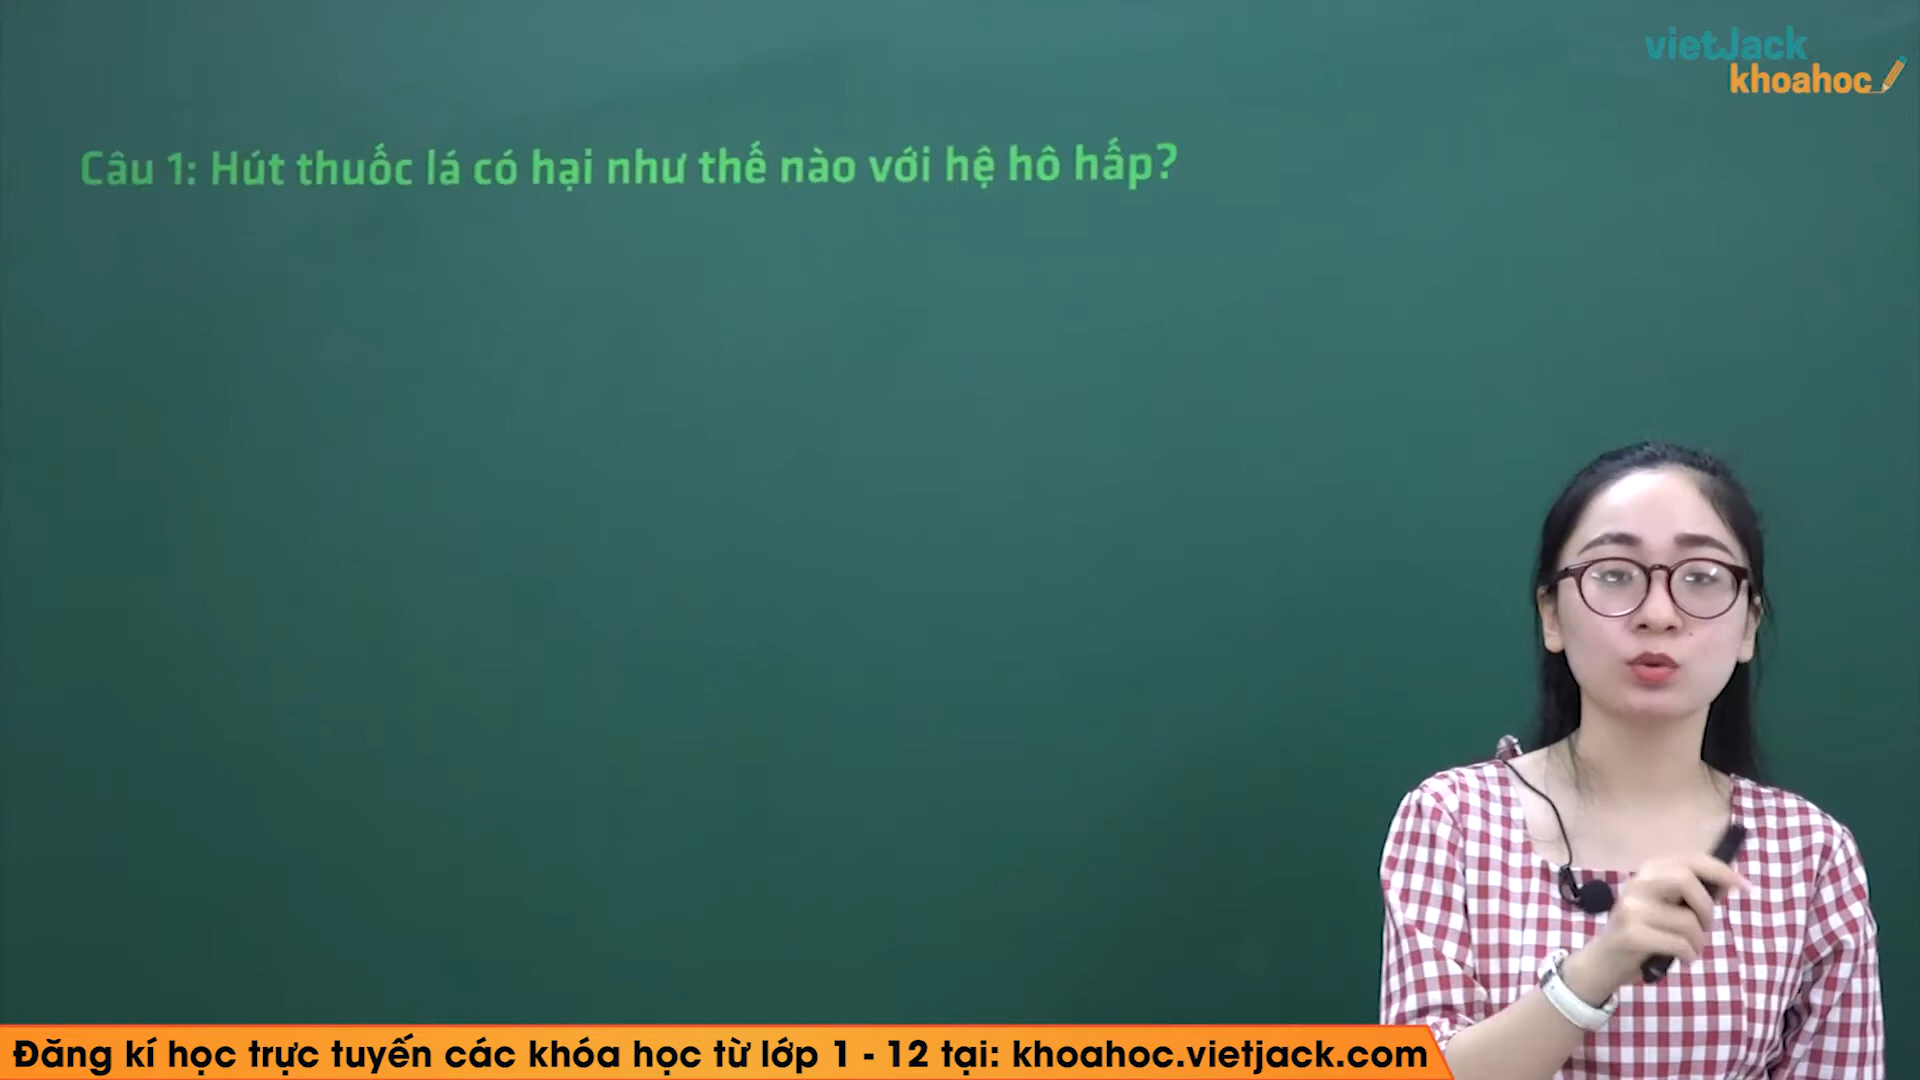 vietJack
khoahoc
Câu 1: Hút thuốc lá có hại như thế nào với hệ hô hấp?
Đăng kí học trực tuyến các khóa học từ lớp 1 - 12 tại: khoahoc.vietjack.com